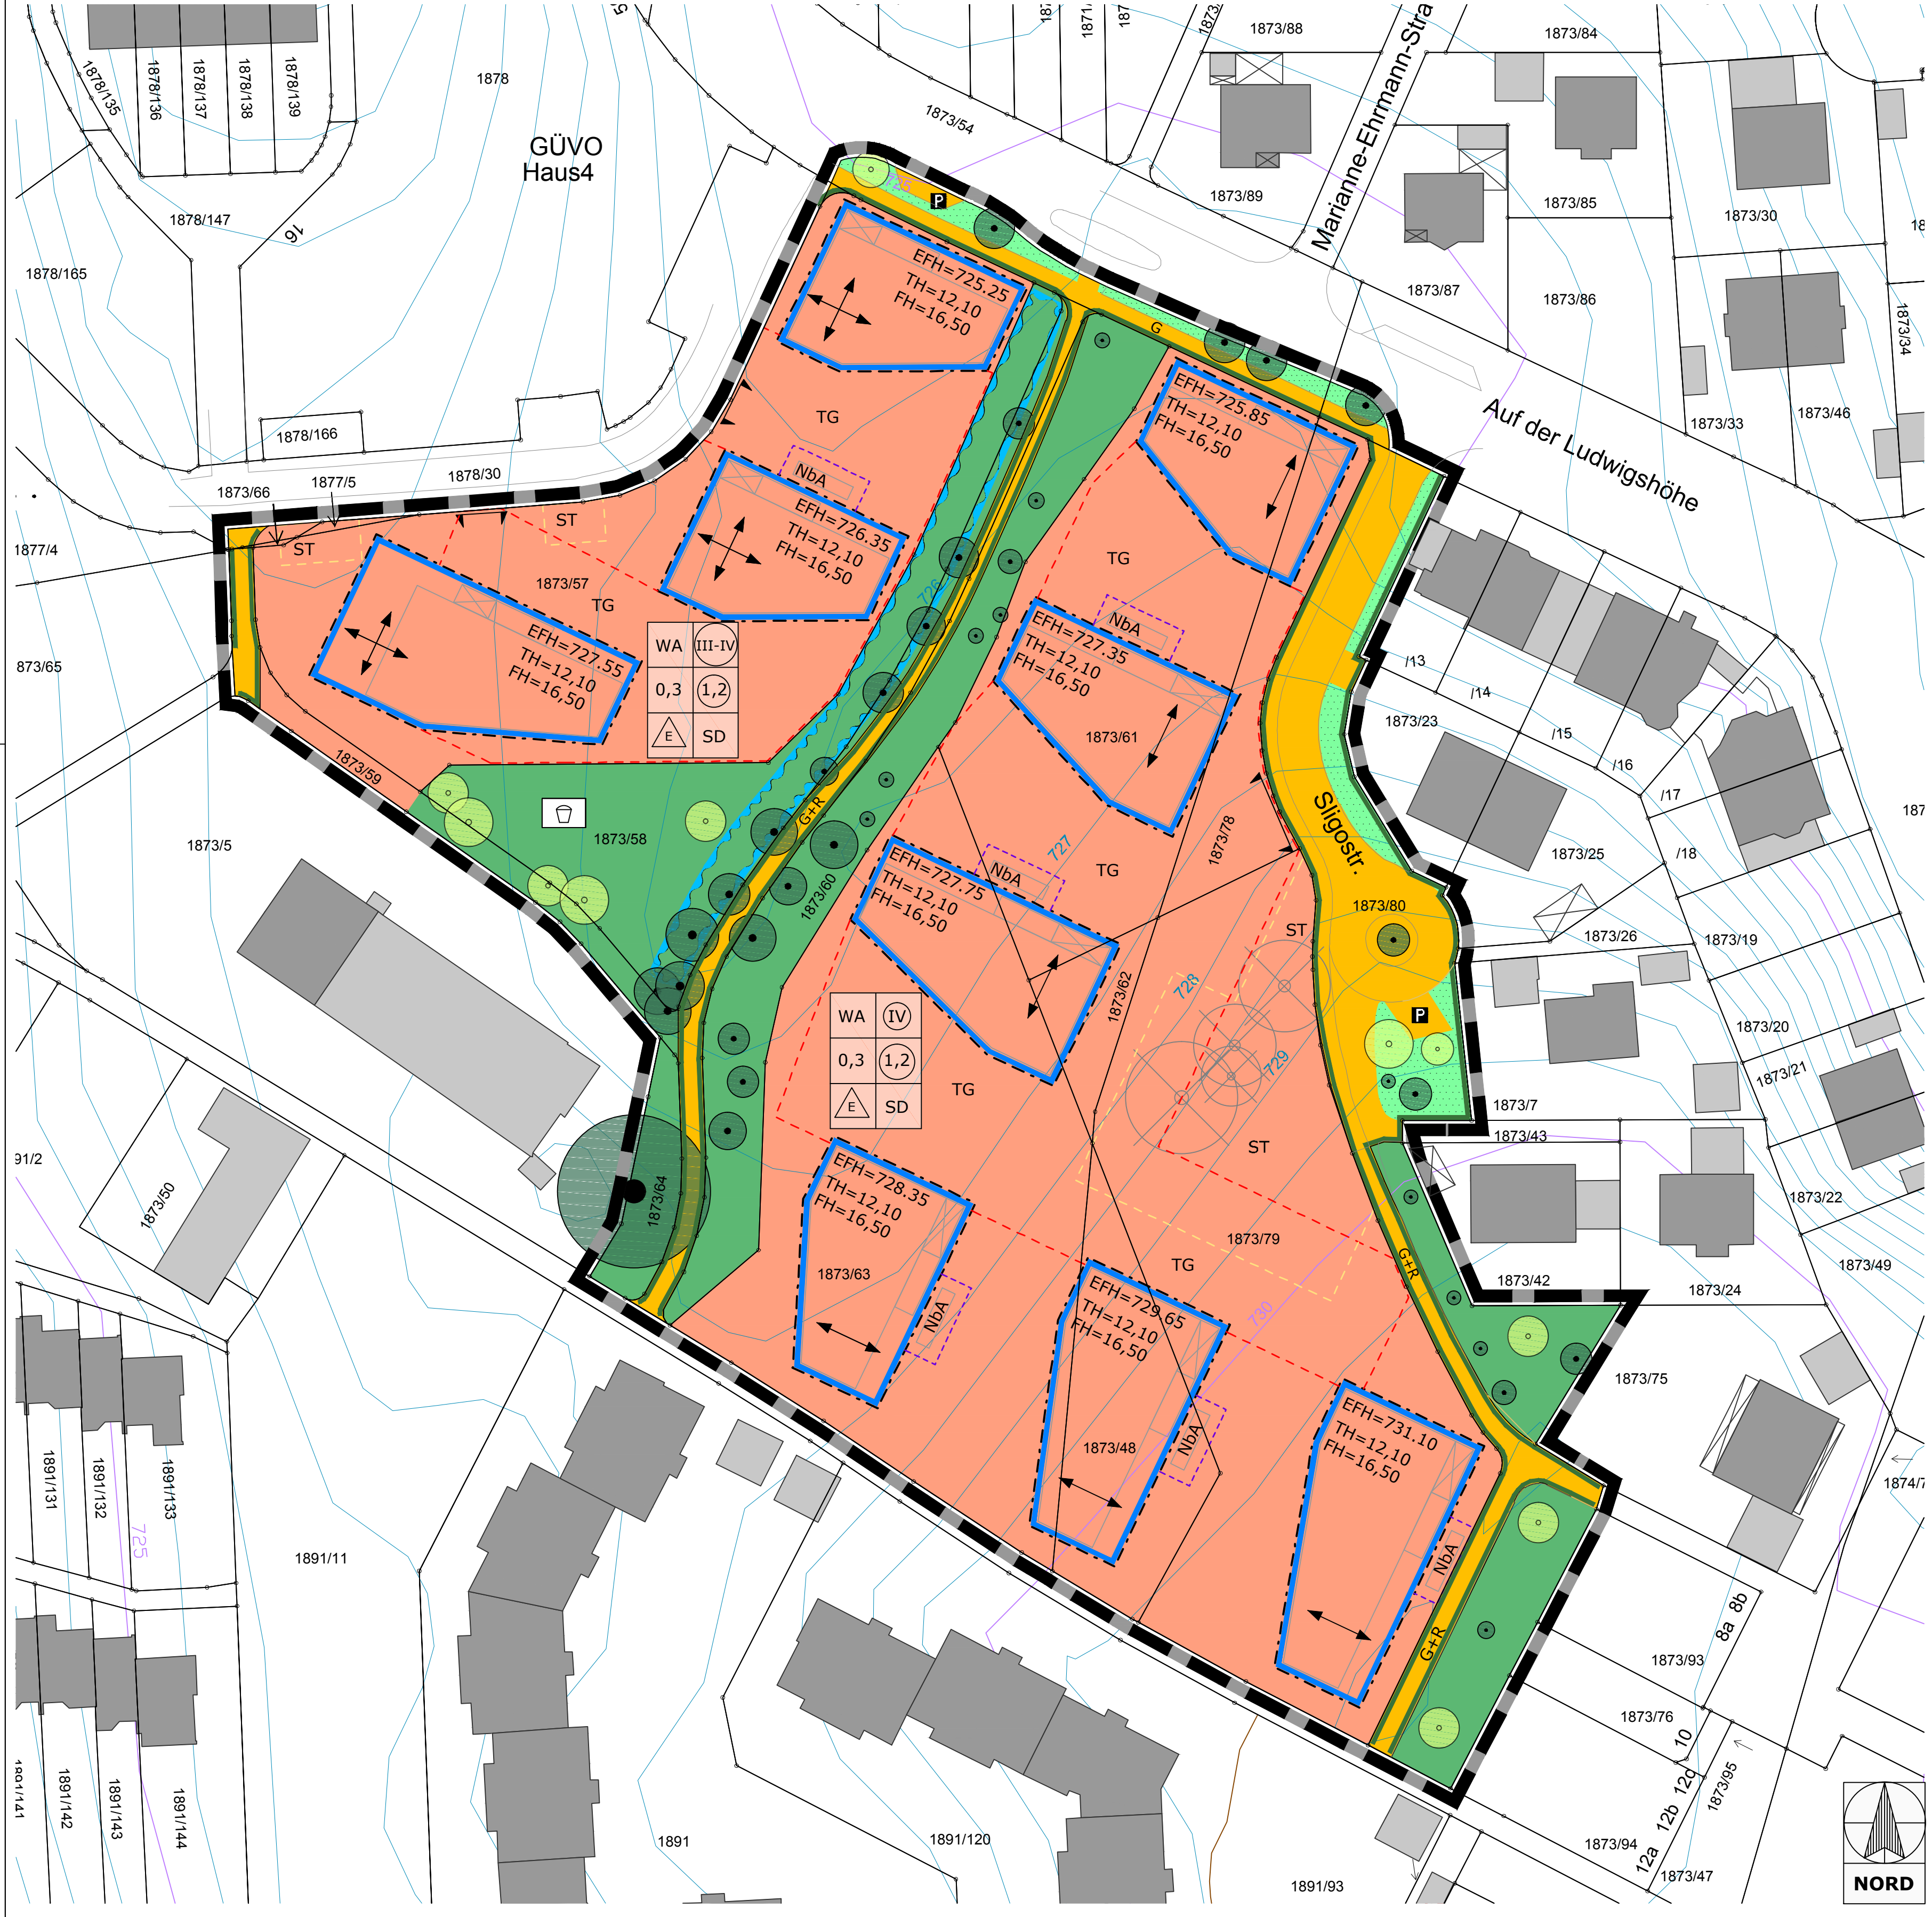 1878/135
1878/136
1878/137
1878/138
1878/139
1878
GÜVO
Haus4
1878/147
16
1878/165
1873/54
1873/88
Marianne-Ehrmann-Stra
1873/84
1873/89
1873/85
1873/30
1873/87
1873/86
1873/34
1873/33
1873/46
Auf der Ludwigshöhe
725
P
EFH=725.25
TH=12,10
FH=16,50
G
TG
1878/166
1878/30
1877/5
1873/66
1877/4
ST
ST
NbA
EFH=726.35
TH=12,10
FH=16,50
1873/57
TG
EFH=727.55
TH=12,10
FH=16,50
WA
III-IV
0,3
1,2
E
SD
726
EFH=725.85
TH=12,10
FH=16,50
TG
NbA
EFH=727.35
TH=12,10
FH=16,50
1873/61
873/65
1873/59
1873/58
G+R
1873/5
1873/60
727
TG
1873/78
Sligostr.
NbA
EFH=727.75
TH=12,10
FH=16,50
1873/62
728
729
ST
1873/80
P
ST
WA
IV
0,3
1,2
E
SD
TG
/13
/14
/15
/16
/17
/18
1873/23
1873/25
1873/26
1873/19
1873/20
1873/21
1873/7
1873/43
1873/22
1873/42
1873/24
1873/49
91/2
1873/50
1873/64
EFH=728.35
TH=12,10
FH=16,50
1873/63
NbA
1873/79
TG
730
G+R
EFH=729.65
TH=12,10
FH=16,50
1873/48
NbA
EFH=731.10
TH=12,10
FH=16,50
NbA
G+R
1873/75
1874/7
1891/131
1891/132
1891/133
725
1891/11
1891/141
1891/142
1891/143
1891/144
1891
1891/120
1891/93
8a 8b
1873/93
1873/76
10
12a 12b 12c
1873/95
1873/94
1873/47
NORD